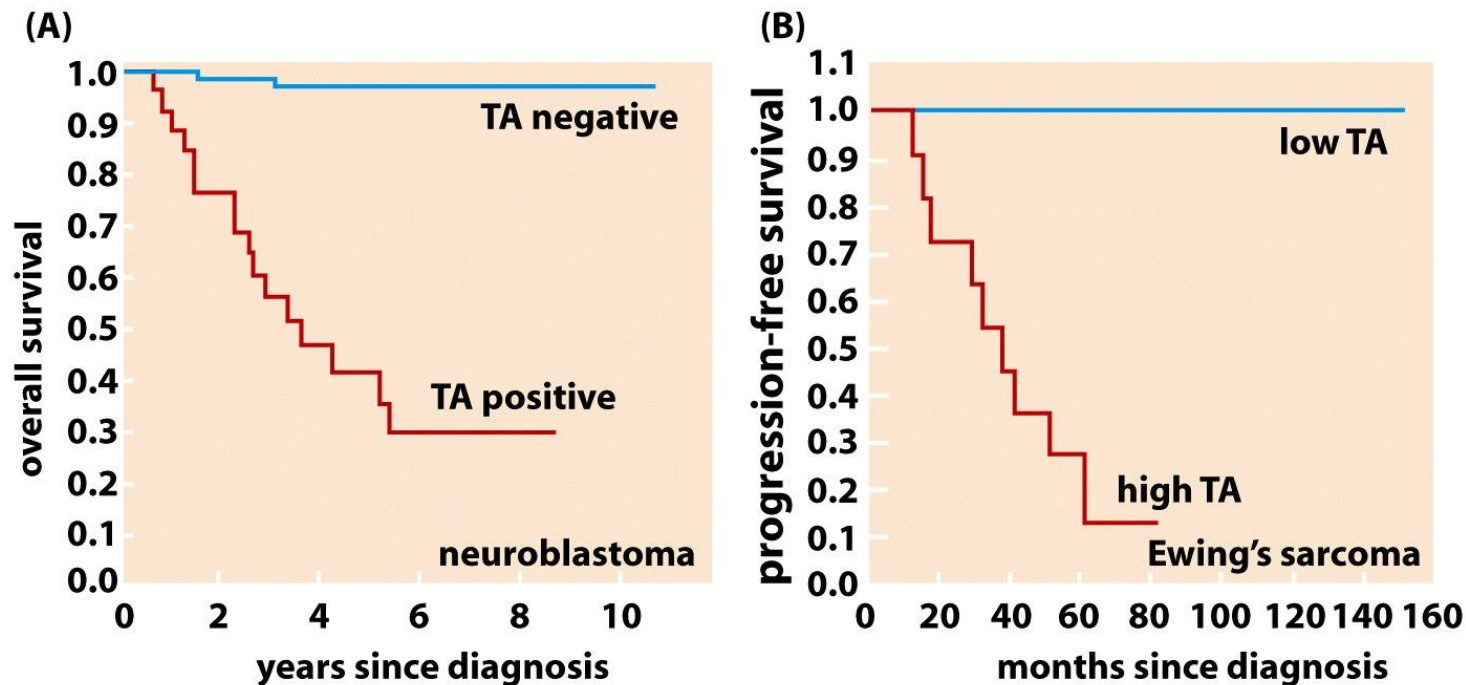 (A)
overall survival
1.0
0.9
0.8
0.7
0.6
0.5
0.4
0.3
0.2
0.1
0.0
TA negative
TA positive
neuroblastoma
0 2 4 6 8 10
years since diagnosis
(B)
progression-free survival
1.1
1.0
0.9
0.8
0.7
0.6
0.5
0.4
0.3
0.2
0.1
0.0
low TA
high TA
Ewing's sarcoma
0 20 40 60 80 100 120 140 160
months since diagnosis